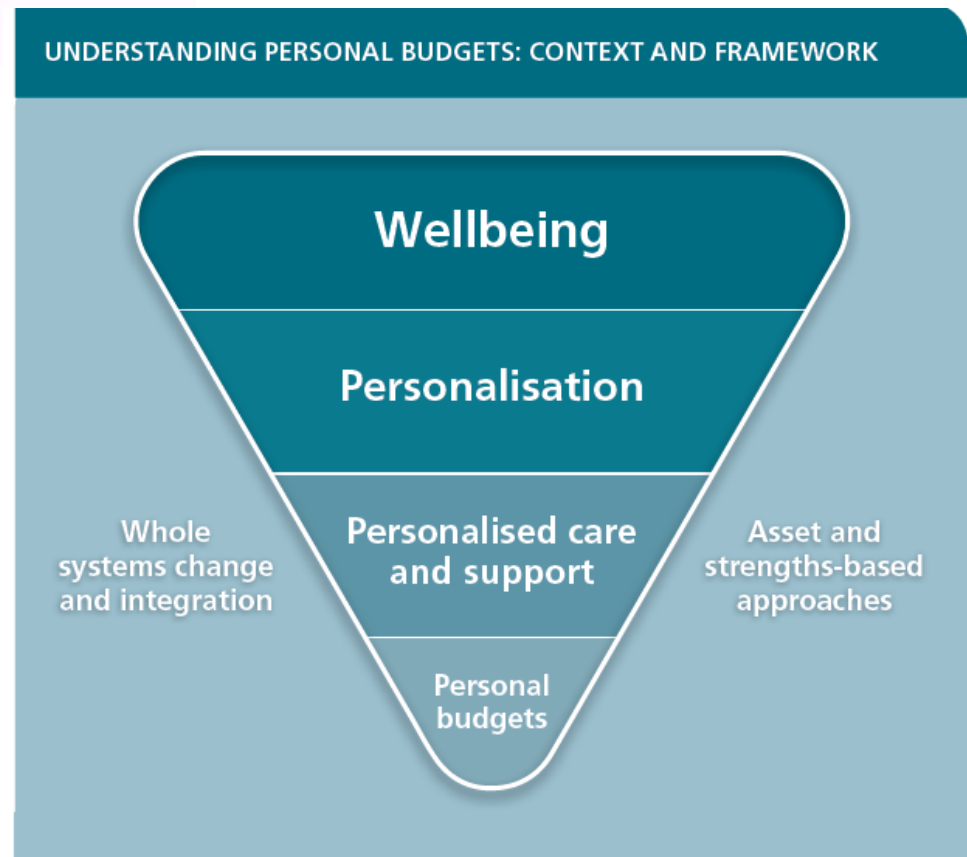 UNDERSTANDING PERSONAL BUDGETS: CONTEXT AND FRAMEWORK
Wellbeing
Personalisation
Whole
systems change
and integration
Personalised care
and support
Asset and
strengths-based
approaches
Personal
budgets